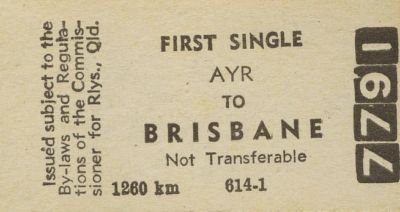 Issued subject to the
By-laws and Regula-
tions of the Commis-
sioner for Rlys., Qld.
FIRST SINGLE
AYR
TO
BRISBANE
Not Transferable
1260 km 614-1
7791